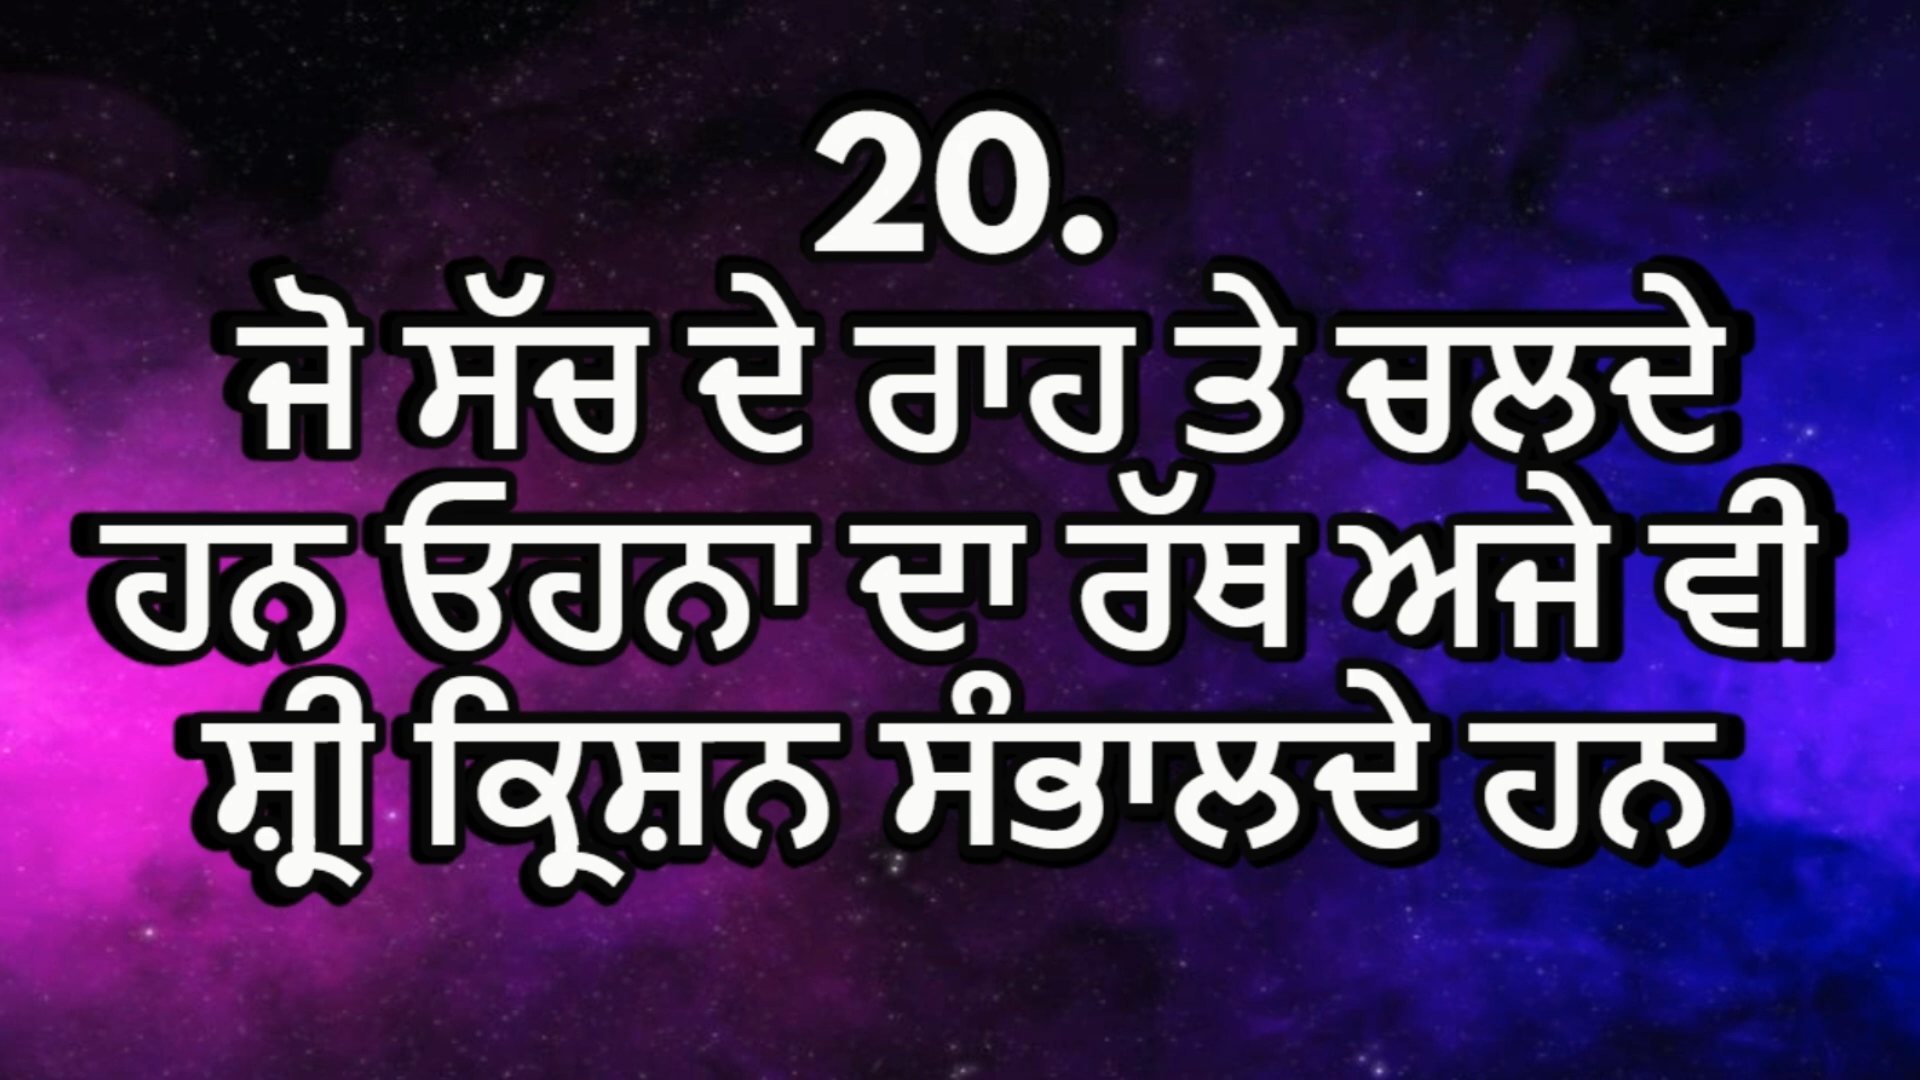 20.
ਜੋ ਸੱਚ ਦੇ ਰਾਹ ਤੇ ਚਲਦੇ
ਹਨ ਓਹਨਾ ਦਾ ਰੱਥ ਅਜੇ ਵੀ
ਸ਼੍ਰੀ ਕ੍ਰਿਸ਼ਨ ਸੰਭਾਲਦੇ ਹਨ